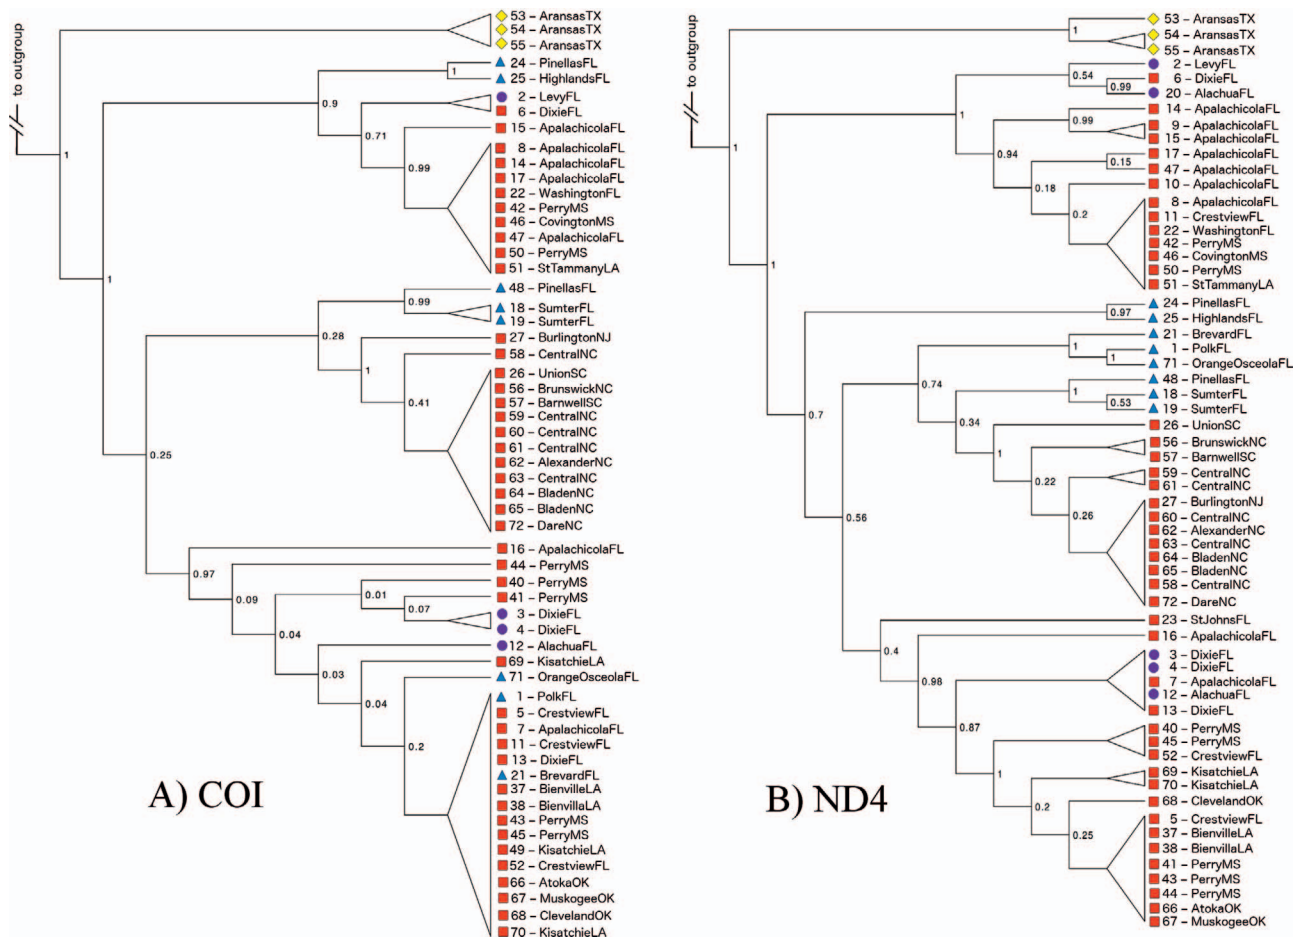 to outgroup
53 – AransasTX
54 – AransasTX
55 – AransasTX
24 – PinellasFL
25 – HighlandsFL
2 – LevyFL
6 – DixieFL
15 – ApalachicolaFL
8 – ApalachicolaFL
14 – ApalachicolaFL
17 – ApalachicolaFL
22 – WashingtonFL
42 – PerryMS
46 – CovingtonMS
47 – ApalachicolaFL
50 – PerryMS
51 – StTammanyLA
48 – PinellasFL
18 – SumterFL
19 – SumterFL
27 – BurlingtonNJ
58 – CentralNC
26 – UnionSC
56 – BrunswickNC
57 – BarnwellSC
59 – CentralNC
60 – CentralNC
61 – CentralNC
62 – AlexanderNC
63 – CentralNC
64 – BladenNC
65 – BladenNC
72 – DareNC
16 – ApalachicolaFL
44 – PerryMS
40 – PerryMS
41 – PerryMS
3 – DixieFL
4 – DixieFL
12 – AlachuaFL
69 – KisatchieLA
71 – OrangeOsceolaFL
1 – PolkFL
5 – CrestviewFL
7 – ApalachicolaFL
11 – CrestviewFL
13 – DixieFL
21 – BrevardFL
37 – BienvilleLA
38 – BienvillaLA
43 – PerryMS
45 – PerryMS
49 – KisatchieLA
52 – CrestviewFL
66 – AtokaOK
67 – MuskogeeOK
68 – ClevelandOK
70 – KisatchieLA
1
1
0.9
1
0.71
0.99
0.25
0.28
0.99
1
0.41
0.97
0.09
0.04
0.01
0.07
0.03
0.04
0.2
A) COI
to outgroup
53 – AransasTX
54 – AransasTX
55 – AransasTX
2 – LevyFL
6 – DixieFL
20 – AlachuaFL
14 – ApalachicolaFL
9 – ApalachicolaFL
15 – ApalachicolaFL
17 – ApalachicolaFL
47 – ApalachicolaFL
10 – ApalachicolaFL
8 – ApalachicolaFL
11 – CrestviewFL
22 – WashingtonFL
42 – PerryMS
46 – CovingtonMS
50 – PerryMS
51 – StTammanyLA
24 – PinellasFL
25 – HighlandsFL
21 – BrevardFL
1 – PolkFL
71 – OrangeOsceolaFL
48 – PinellasFL
18 – SumterFL
19 – SumterFL
26 – UnionSC
56 – BrunswickNC
57 – BarnwellSC
59 – CentralNC
61 – CentralNC
27 – BurlingtonNJ
60 – CentralNC
62 – AlexanderNC
63 – CentralNC
64 – BladenNC
65 – BladenNC
58 – CentralNC
72 – DareNC
23 – StJohnsFL
16 – ApalachicolaFL
3 – DixieFL
4 – DixieFL
7 – ApalachicolaFL
12 – AlachuaFL
13 – DixieFL
40 – PerryMS
45 – PerryMS
52 – CrestviewFL
69 – KisatchieLA
70 – KisatchieLA
68 – ClevelandOK
5 – CrestviewFL
37 – BienvilleLA
38 – BienvillaLA
41 – PerryMS
43 – PerryMS
44 – PerryMS
66 – AtokaOK
67 – MuskogeeOK
1
1
1
1
0.54
0.99
0.99
0.94
0.15
0.18
0.2
0.7
0.97
0.56
0.74
1
1
0.34
1
0.53
1
0.22
0.26
0.4
0.98
0.87
1
0.2
0.25
B) ND4